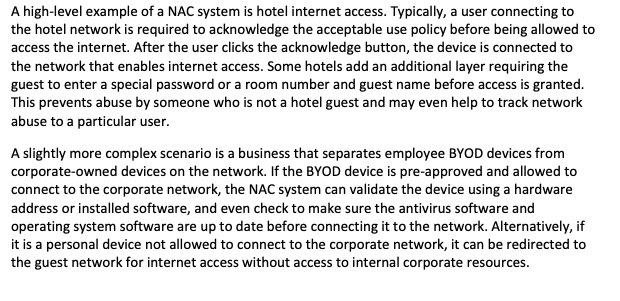 A high-level example of a NAC system is hotel internet access. Typically, a user connecting to
the hotel network is required to acknowledge the acceptable use policy before being allowed to
access the internet. After the user clicks the acknowledge button, the device is connected to
the network that enables internet access. Some hotels add an additional layer requiring the
guest to enter a special password or a room number and guest name before access is granted.
This prevents abuse by someone who is not a hotel guest and may even help to track network
abuse to a particular user.
A slightly more complex scenario is a business that separates employee BYOD devices from
corporate-owned devices on the network. If the BYOD device is pre-approved and allowed to
connect to the corporate network, the NAC system can validate the device using a hardware
address or installed software, and even check to make sure the antivirus software and
operating system software are up to date before connecting it to the network. Alternatively, if
it is a personal device not allowed to connect to the corporate network, it can be redirected to
the guest network for internet access without access to internal corporate resources.